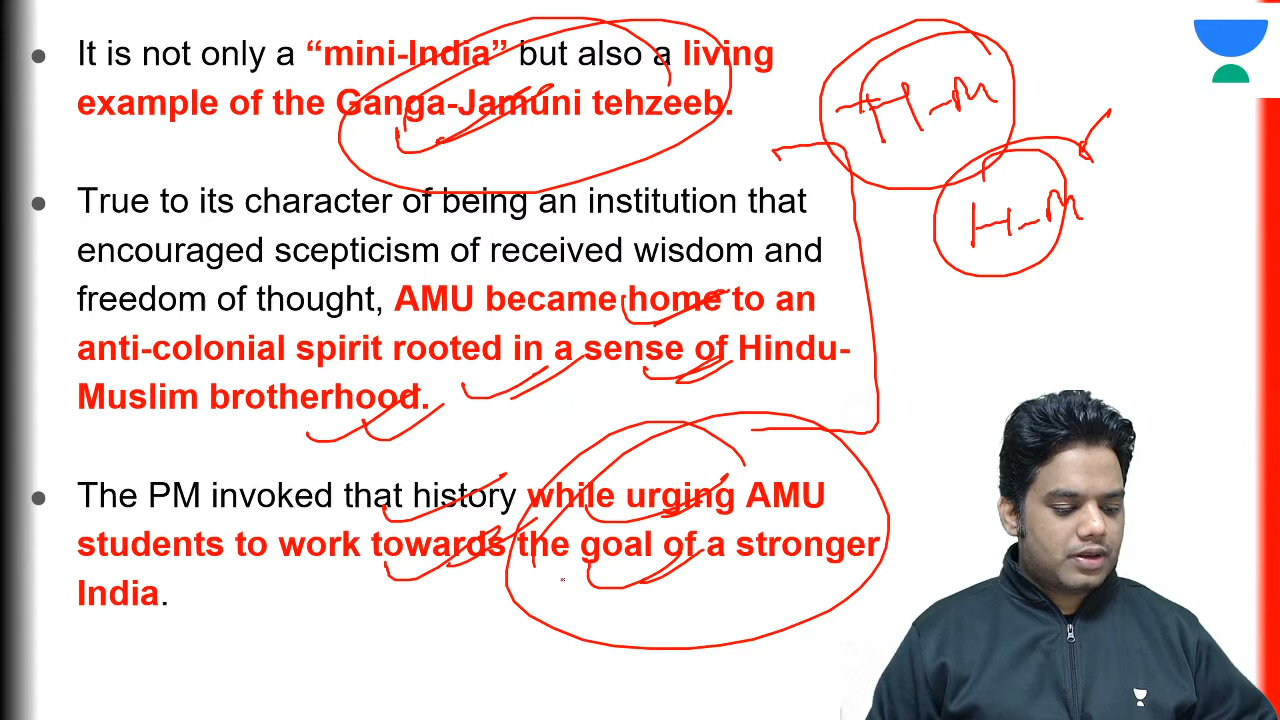 It is not only a “mini-India” but also a living
example of the Ganga-Jamuni tehzeeb.
H-M
H-M
True to its character of being an institution that
encouraged scepticism of received wisdom and
freedom of thought, AMU became home to an
anti-colonial spirit rooted in a sense of Hindu-
Muslim brotherhood.
The PM invoked that history while urging AMU
students to work towards the goal of a stronger
India.